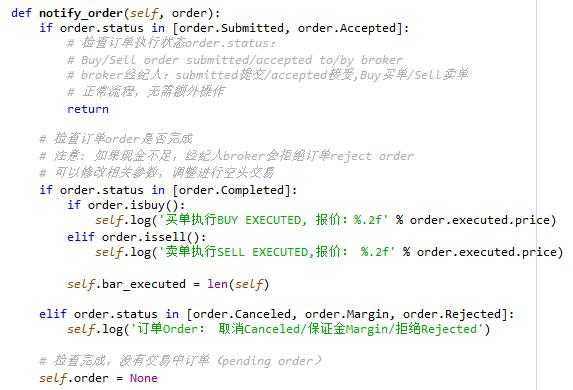 def notify_order(self, order):
if order.status in [order.Submitted, order.Accepted]:
# 检查订单执行状态order.status：
# Buy/Sell order submitted/accepted to/by broker
# broker经纪人：submitted提交/accepted接受,Buy买单/Sell卖单
# 正常流程，无需额外操作
return
# 检查订单order是否完成
# 注意: 如果现金不足，经纪人broker会拒绝订单reject order
# 可以修改相关参数，调整进行空头交易
if order.status in [order.Completed]:
if order.isbuy():
self.log('买单执行BUY EXECUTED, 报价：%.2f' % order.executed.price)
elif order.issell():
self.log('卖单执行SELL EXECUTED,报价： %.2f' % order.executed.price)
self.bar_executed = len(self)
elif order.status in [order.Canceled, order.Margin, order.Rejected]:
self.log('订单Order： 取消Canceled/保证金Margin/拒绝Rejected')
# 检查完成，没有交易中订单（pending order）
self.order = None